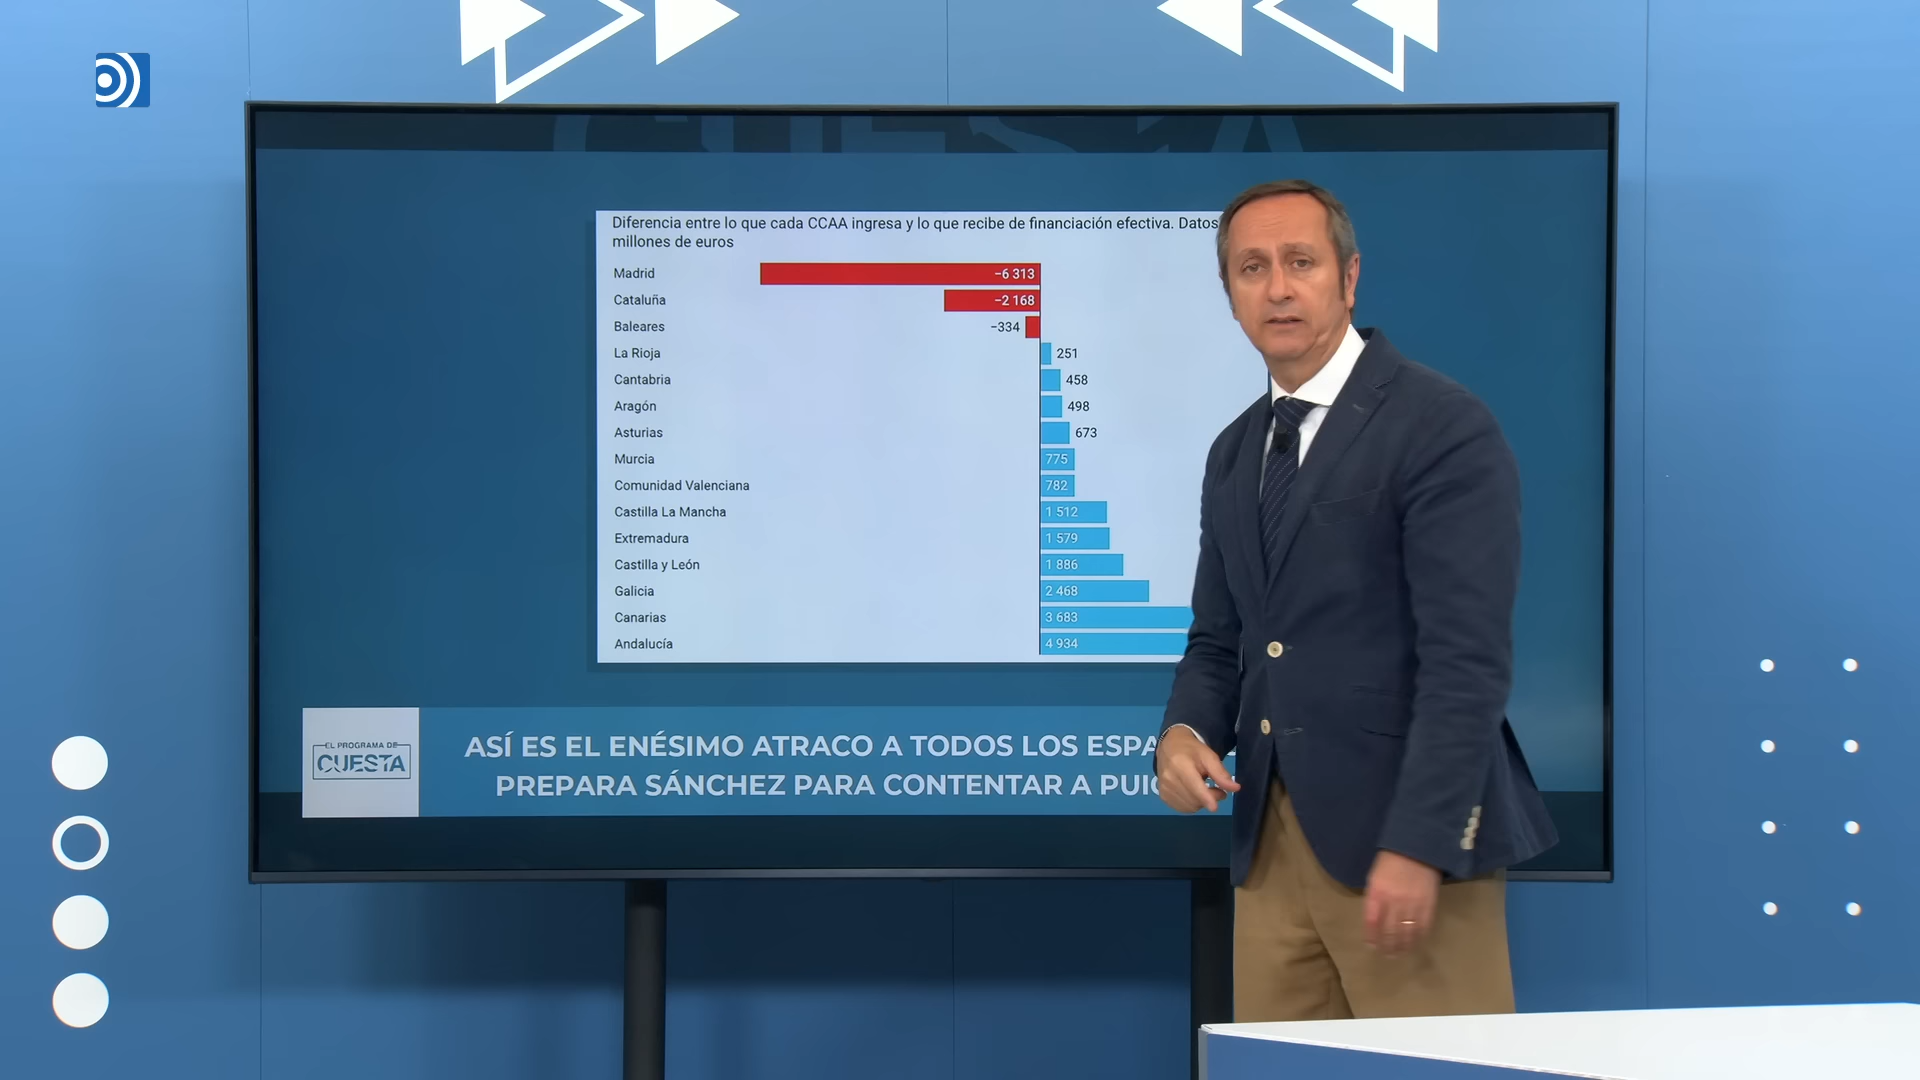 CUESTA
Diferencia entre lo que cada CCAA ingresa y lo que recibe de financiación efectiva. Datos
millones de euros
Madrid −6 313
Cataluña −2 168
Baleares −334
La Rioja 251
Cantabria 458
Aragón 498
Asturias 673
Murcia 775
Comunidad Valenciana 782
Castilla La Mancha 1 512
Extremadura 1 579
Castilla y León 1 886
Galicia 2 468
Canarias 3 683
Andalucía 4 934
EL PROGRAMA DE
CUESTA
ASÍ ES EL ENÉSIMO ATRACO A TODOS LOS
PREPARA SÁNCHEZ PARA CONTENTAR A